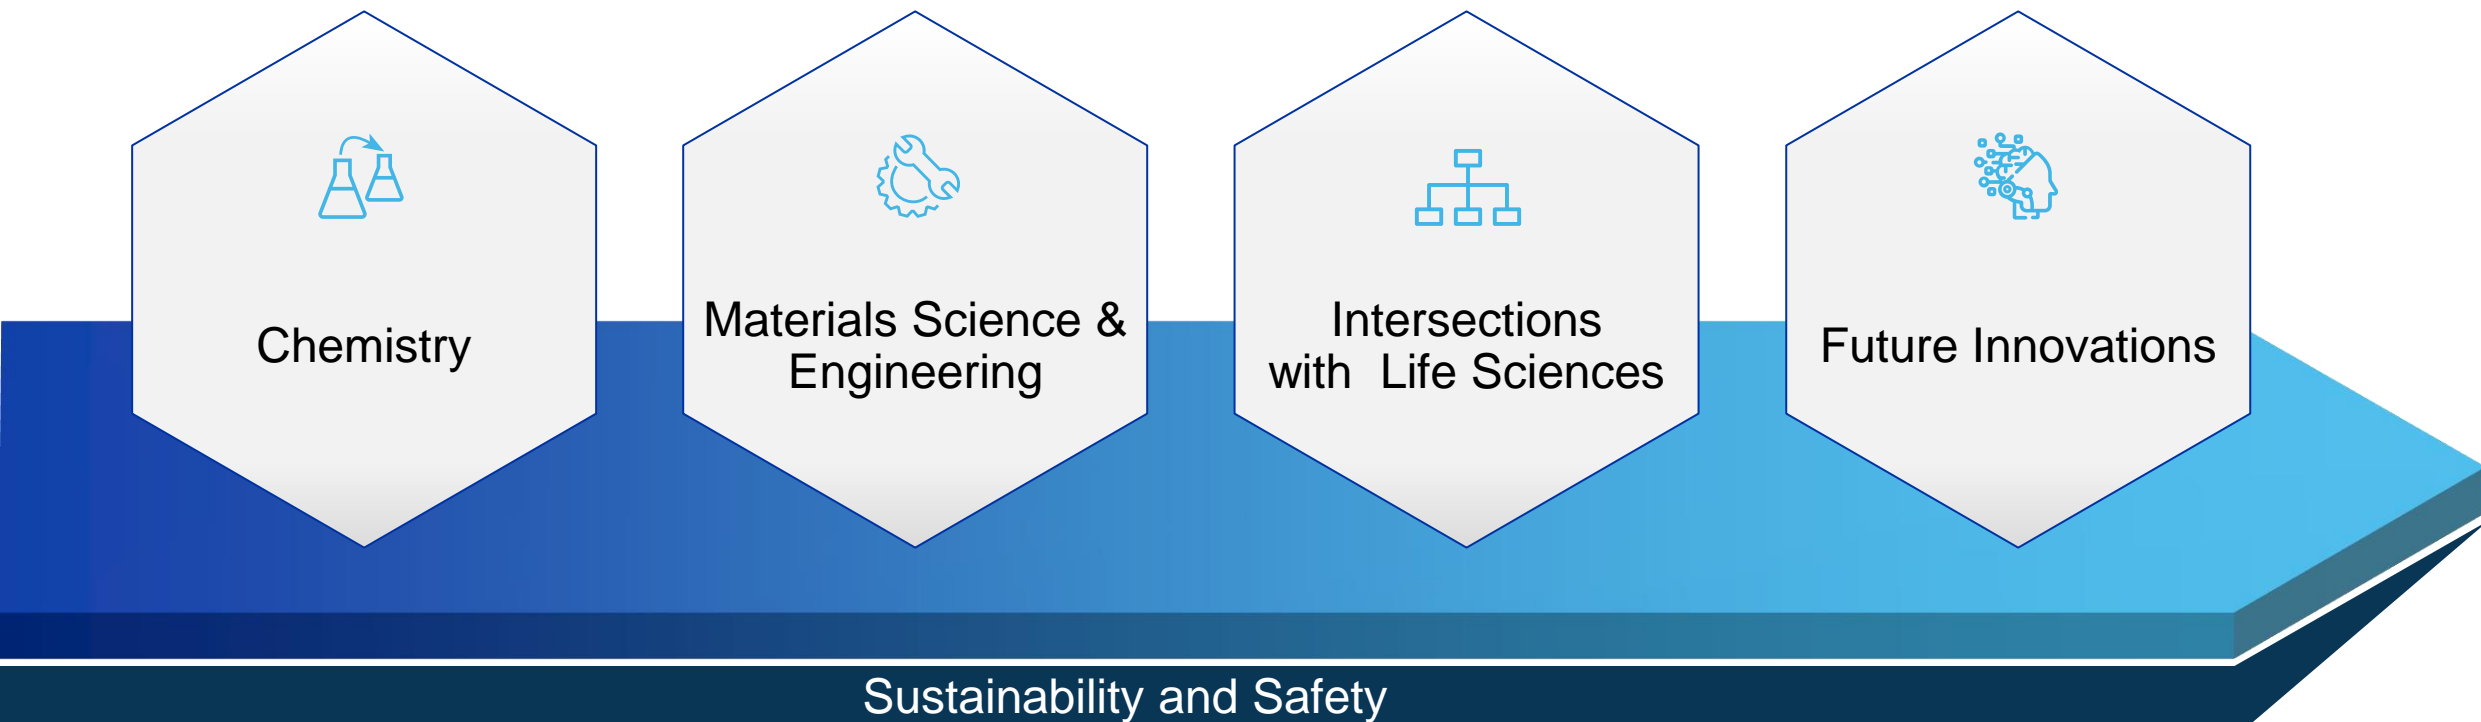 Chemistry
Materials Science &
Engineering
Intersections
with  Life Sciences
Future Innovations
Sustainability and Safety